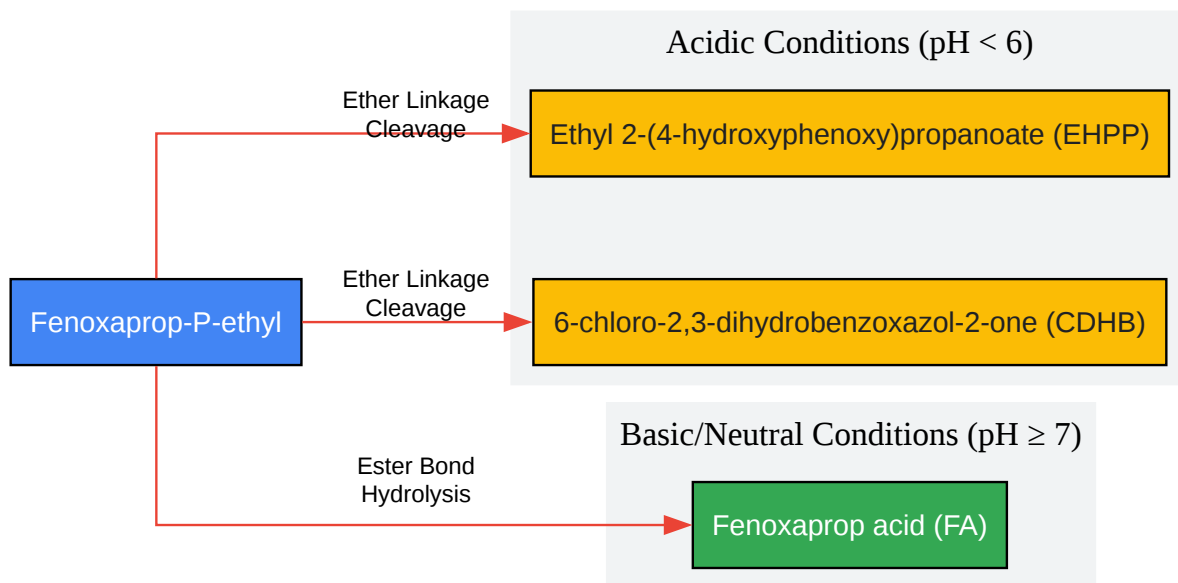 Acidic Conditions (pH < 6)
Ether Linkage
Cleavage
Ethyl 2-(4-hydroxyphenoxy)propanoate (EHPP)
Fenoxaprop-P-ethyl
Ether Linkage
Cleavage
6-chloro-2,3-dihydrobenzoxazol-2-one (CDHB)
Basic/Neutral Conditions (pH ≥ 7)
Ester Bond
Hydrolysis
Fenoxaprop acid (FA)